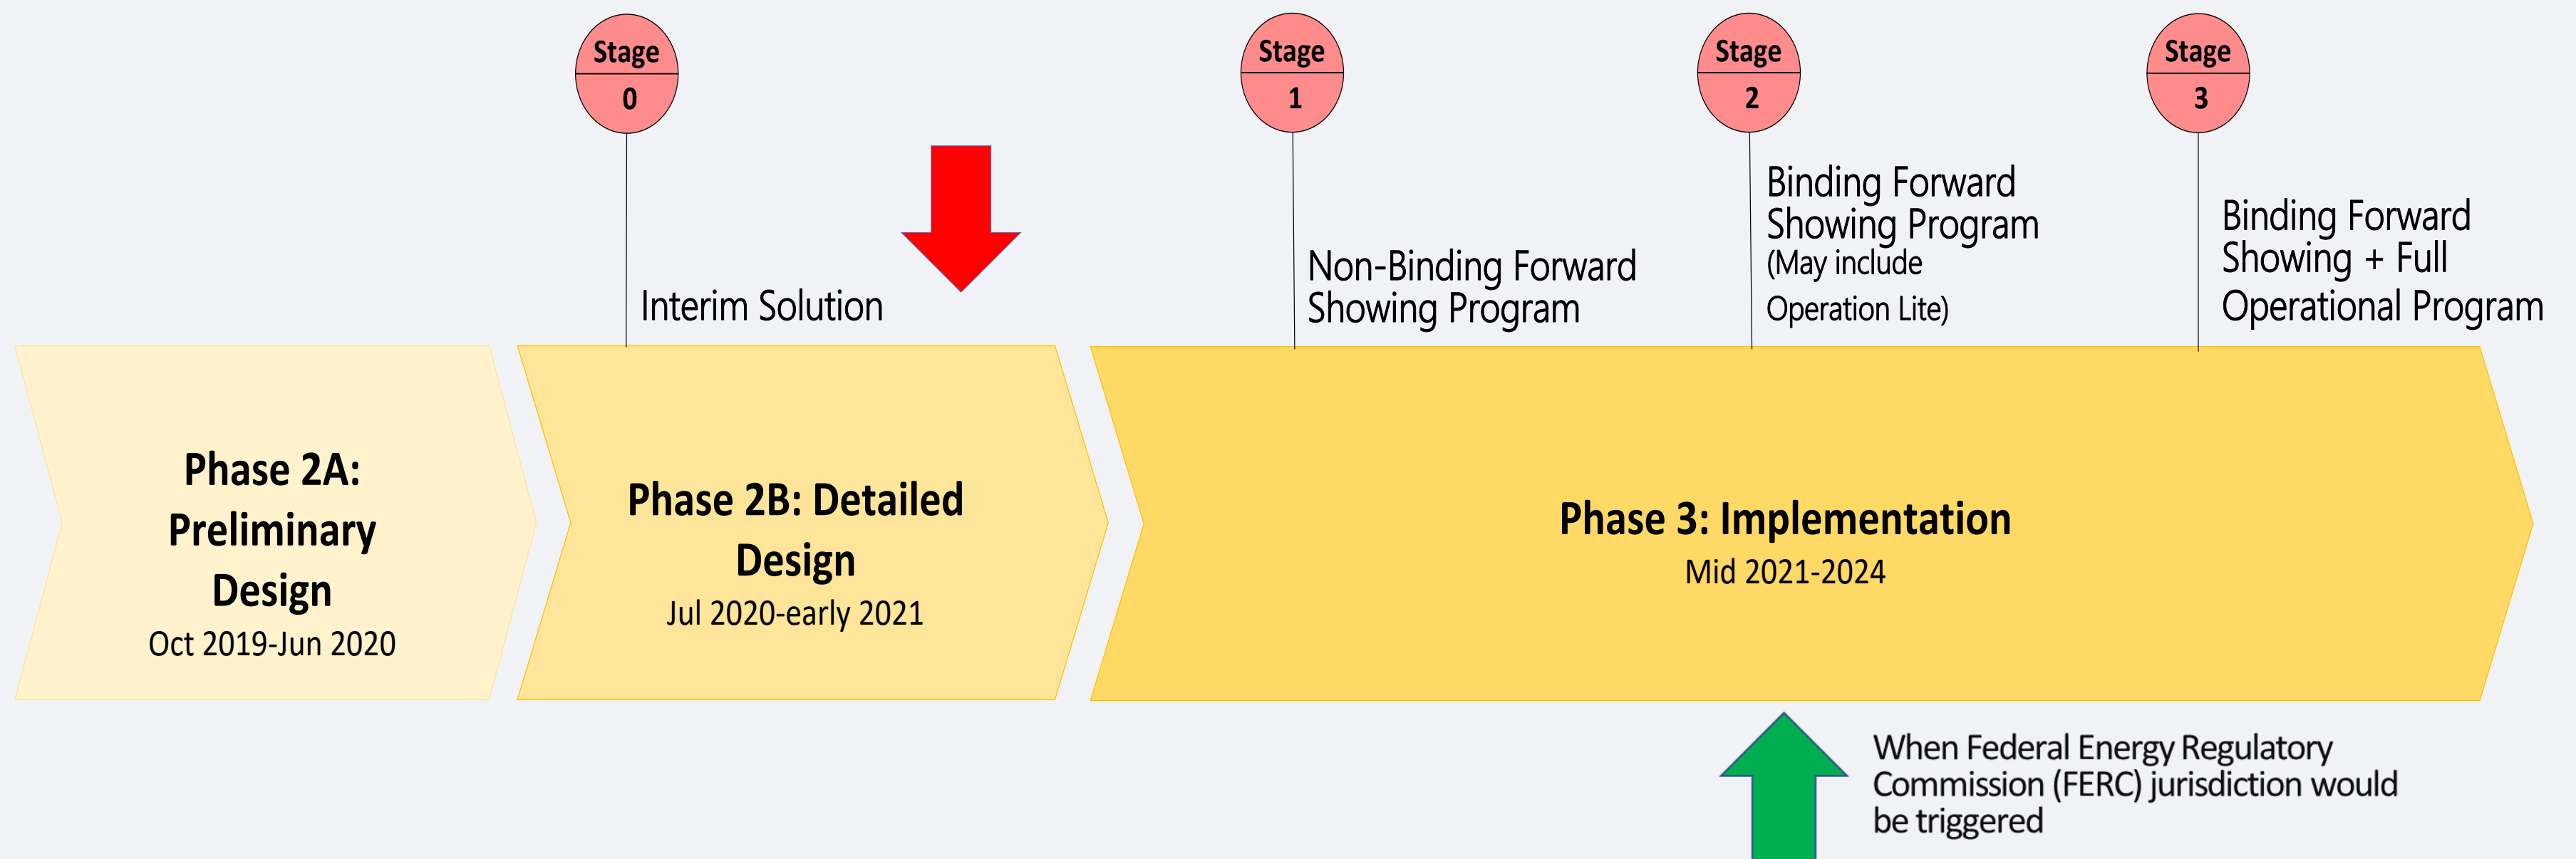 Stage
0
Stage
1
Stage
2
Stage
3
Interim Solution
Non-Binding Forward
Showing Program
Binding Forward
Showing Program
(May include
Operation Lite)
Binding Forward
Showing + Full
Operational Program
Phase 2A:
Preliminary
Design
Oct 2019-Jun 2020
Phase 2B: Detailed
Design
Jul 2020-early 2021
Phase 3: Implementation
Mid 2021-2024
When Federal Energy Regulatory
Commission (FERC) jurisdiction would
be triggered